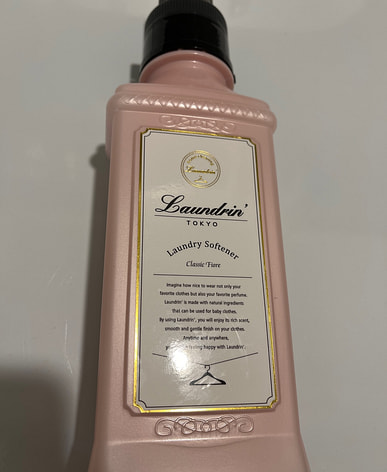 Laundrin'
Laundrin'
TOKYO
Laundry Softener
Classic Fiore
Imagine how nice to wear not only your
favorite clothes but also your favorite perfume.
Laundrin' is made with natural ingredients
that can be used for baby clothes.
By using Laundrin', you will enjoy its rich scent,
smooth and gentle finish on your clothes.
Anytime and anywhere,
happy with Laundrin'.